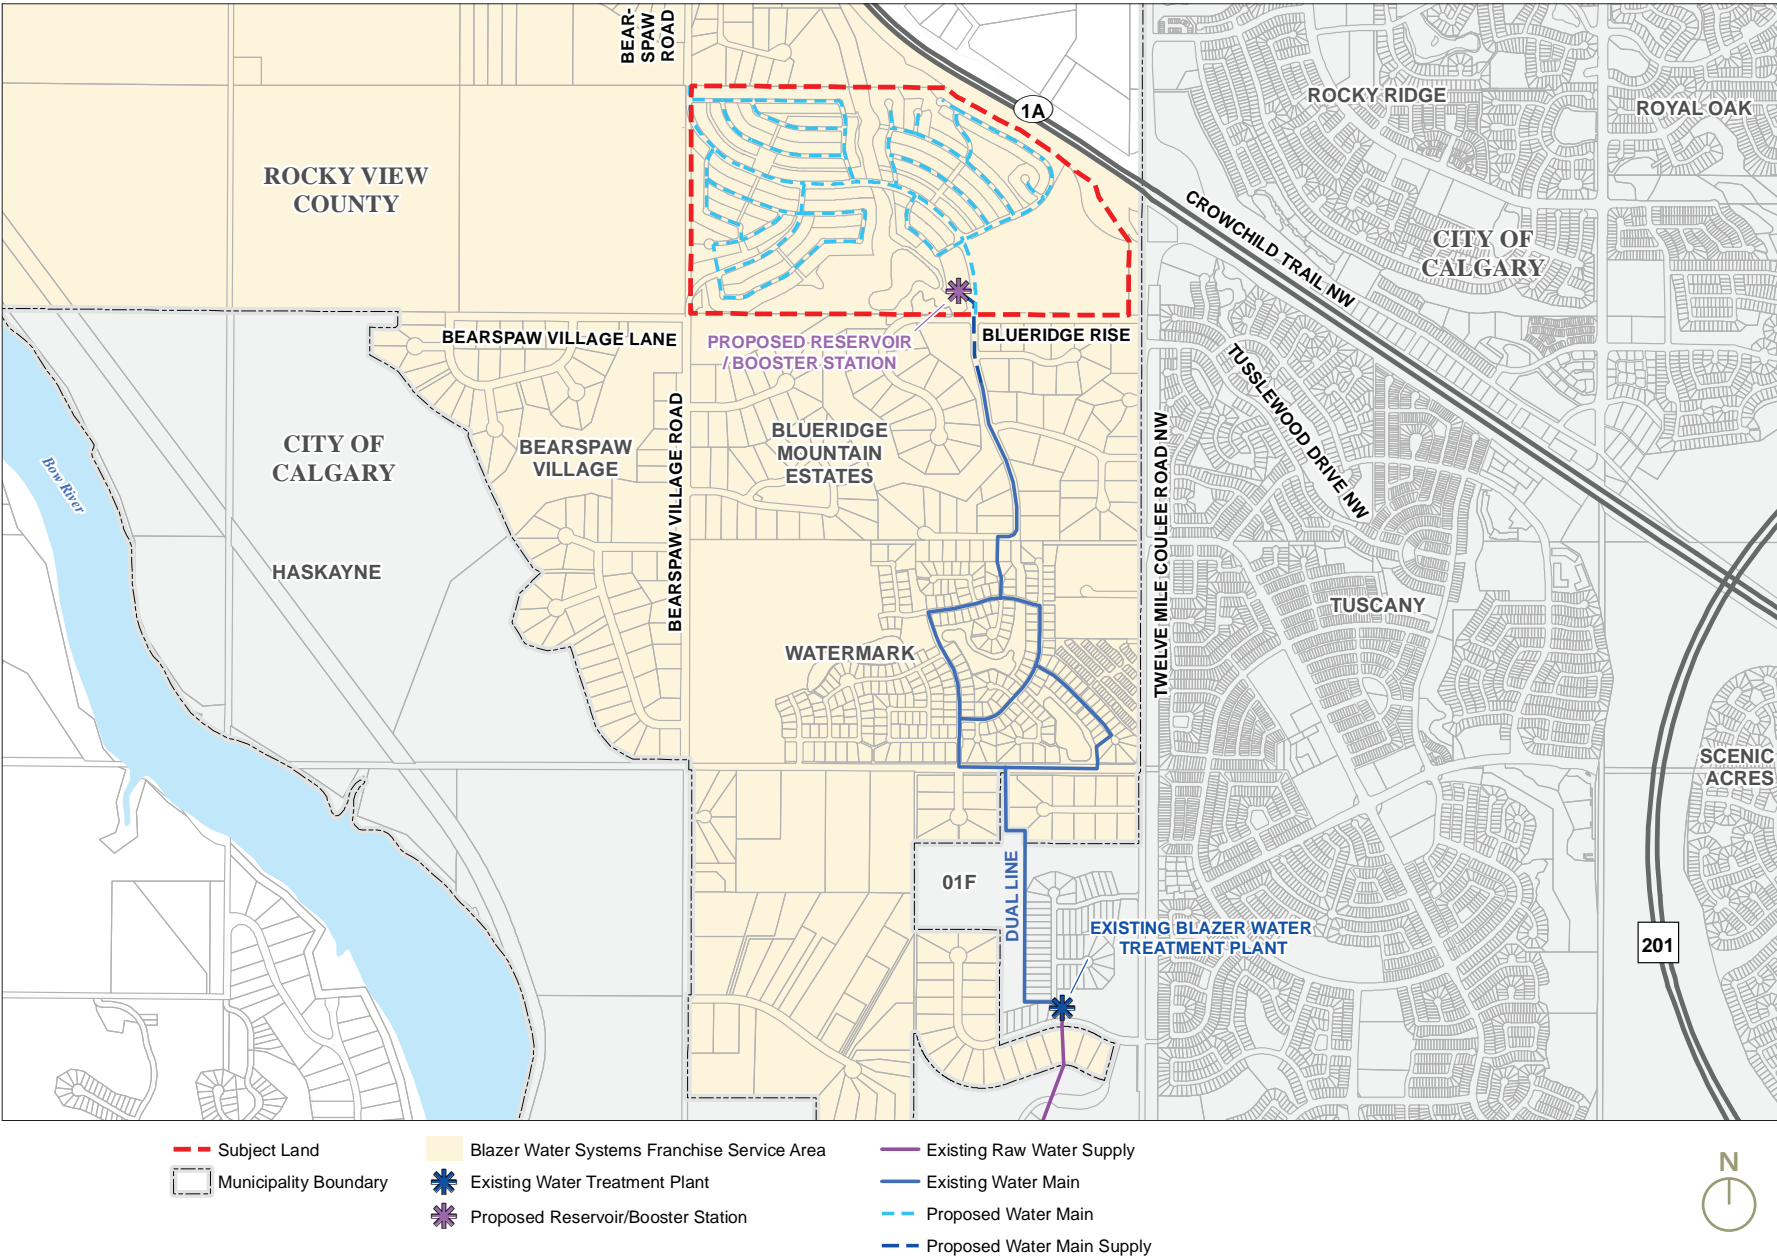 BEAR-
SPAW
ROAD
1A
ROCKY RIDGE
ROYAL OAK
ROCKY VIEW
COUNTY
CROWCHILD TRAIL NW
CITY OF
CALGARY
BEARSPAW VILLAGE LANE
PROPOSED RESERVOIR
/ BOOSTER STATION
BLUERIDGE RISE
TUSSLEWOOD DRIVE NW
BEARSPAW VILLAGE ROAD
TWELVE MILE COULEE ROAD NW
CITY OF
CALGARY
BEARSPAW
VILLAGE
BLUERIDGE
MOUNTAIN
ESTATES
Bow River
HASKAYNE
TUSCANY
WATERMARK
SCENIC
ACRES
01F
DUAL LINE
EXISTING BLAZER WATER
TREATMENT PLANT
201
Subject Land
Municipality Boundary
Blazer Water Systems Franchise Service Area
Existing Water Treatment Plant
Proposed Reservoir/Booster Station
Existing Raw Water Supply
Existing Water Main
Proposed Water Main
Proposed Water Main Supply
N